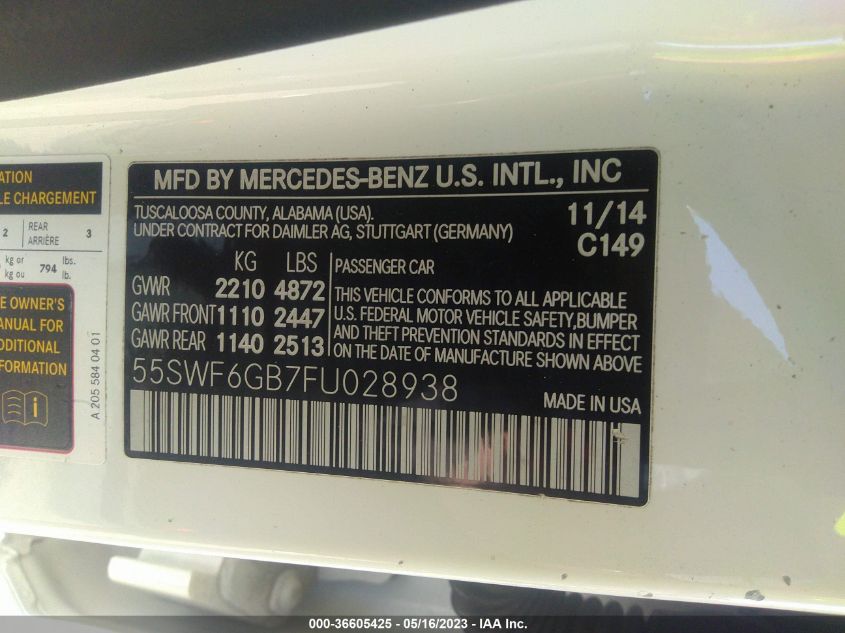 ATION
LE CHARGEMENT
2 REAR ARRIÈRE 3
kg or lbs.
kg ou 794 lb.
E OWNER'S
ANUAL FOR
DDITIONAL
FORMATION
A 205 584 04 01
MFD BY MERCEDES-BENZ U.S. INTL., INC
TUSCALOOSA COUNTY, ALABAMA (USA). 11/14
UNDER CONTRACT FOR DAIMLER AG, STUTTGART (GERMANY) C149
KG LBS PASSENGER CAR
GVWR 2210 4872
GAWR FRONT 1110 2447
GAWR REAR 1140 2513
THIS VEHICLE CONFORMS TO ALL APPLICABLE
U.S. FEDERAL MOTOR VEHICLE SAFETY,BUMPER
AND THEFT PREVENTION STANDARDS IN EFFECT
ON THE DATE OF MANUFACTURE SHOWN ABOVE
55SWF6GB7FU028938
MADE IN USA
000-36605425 - 05/16/2023 - IAA Inc.